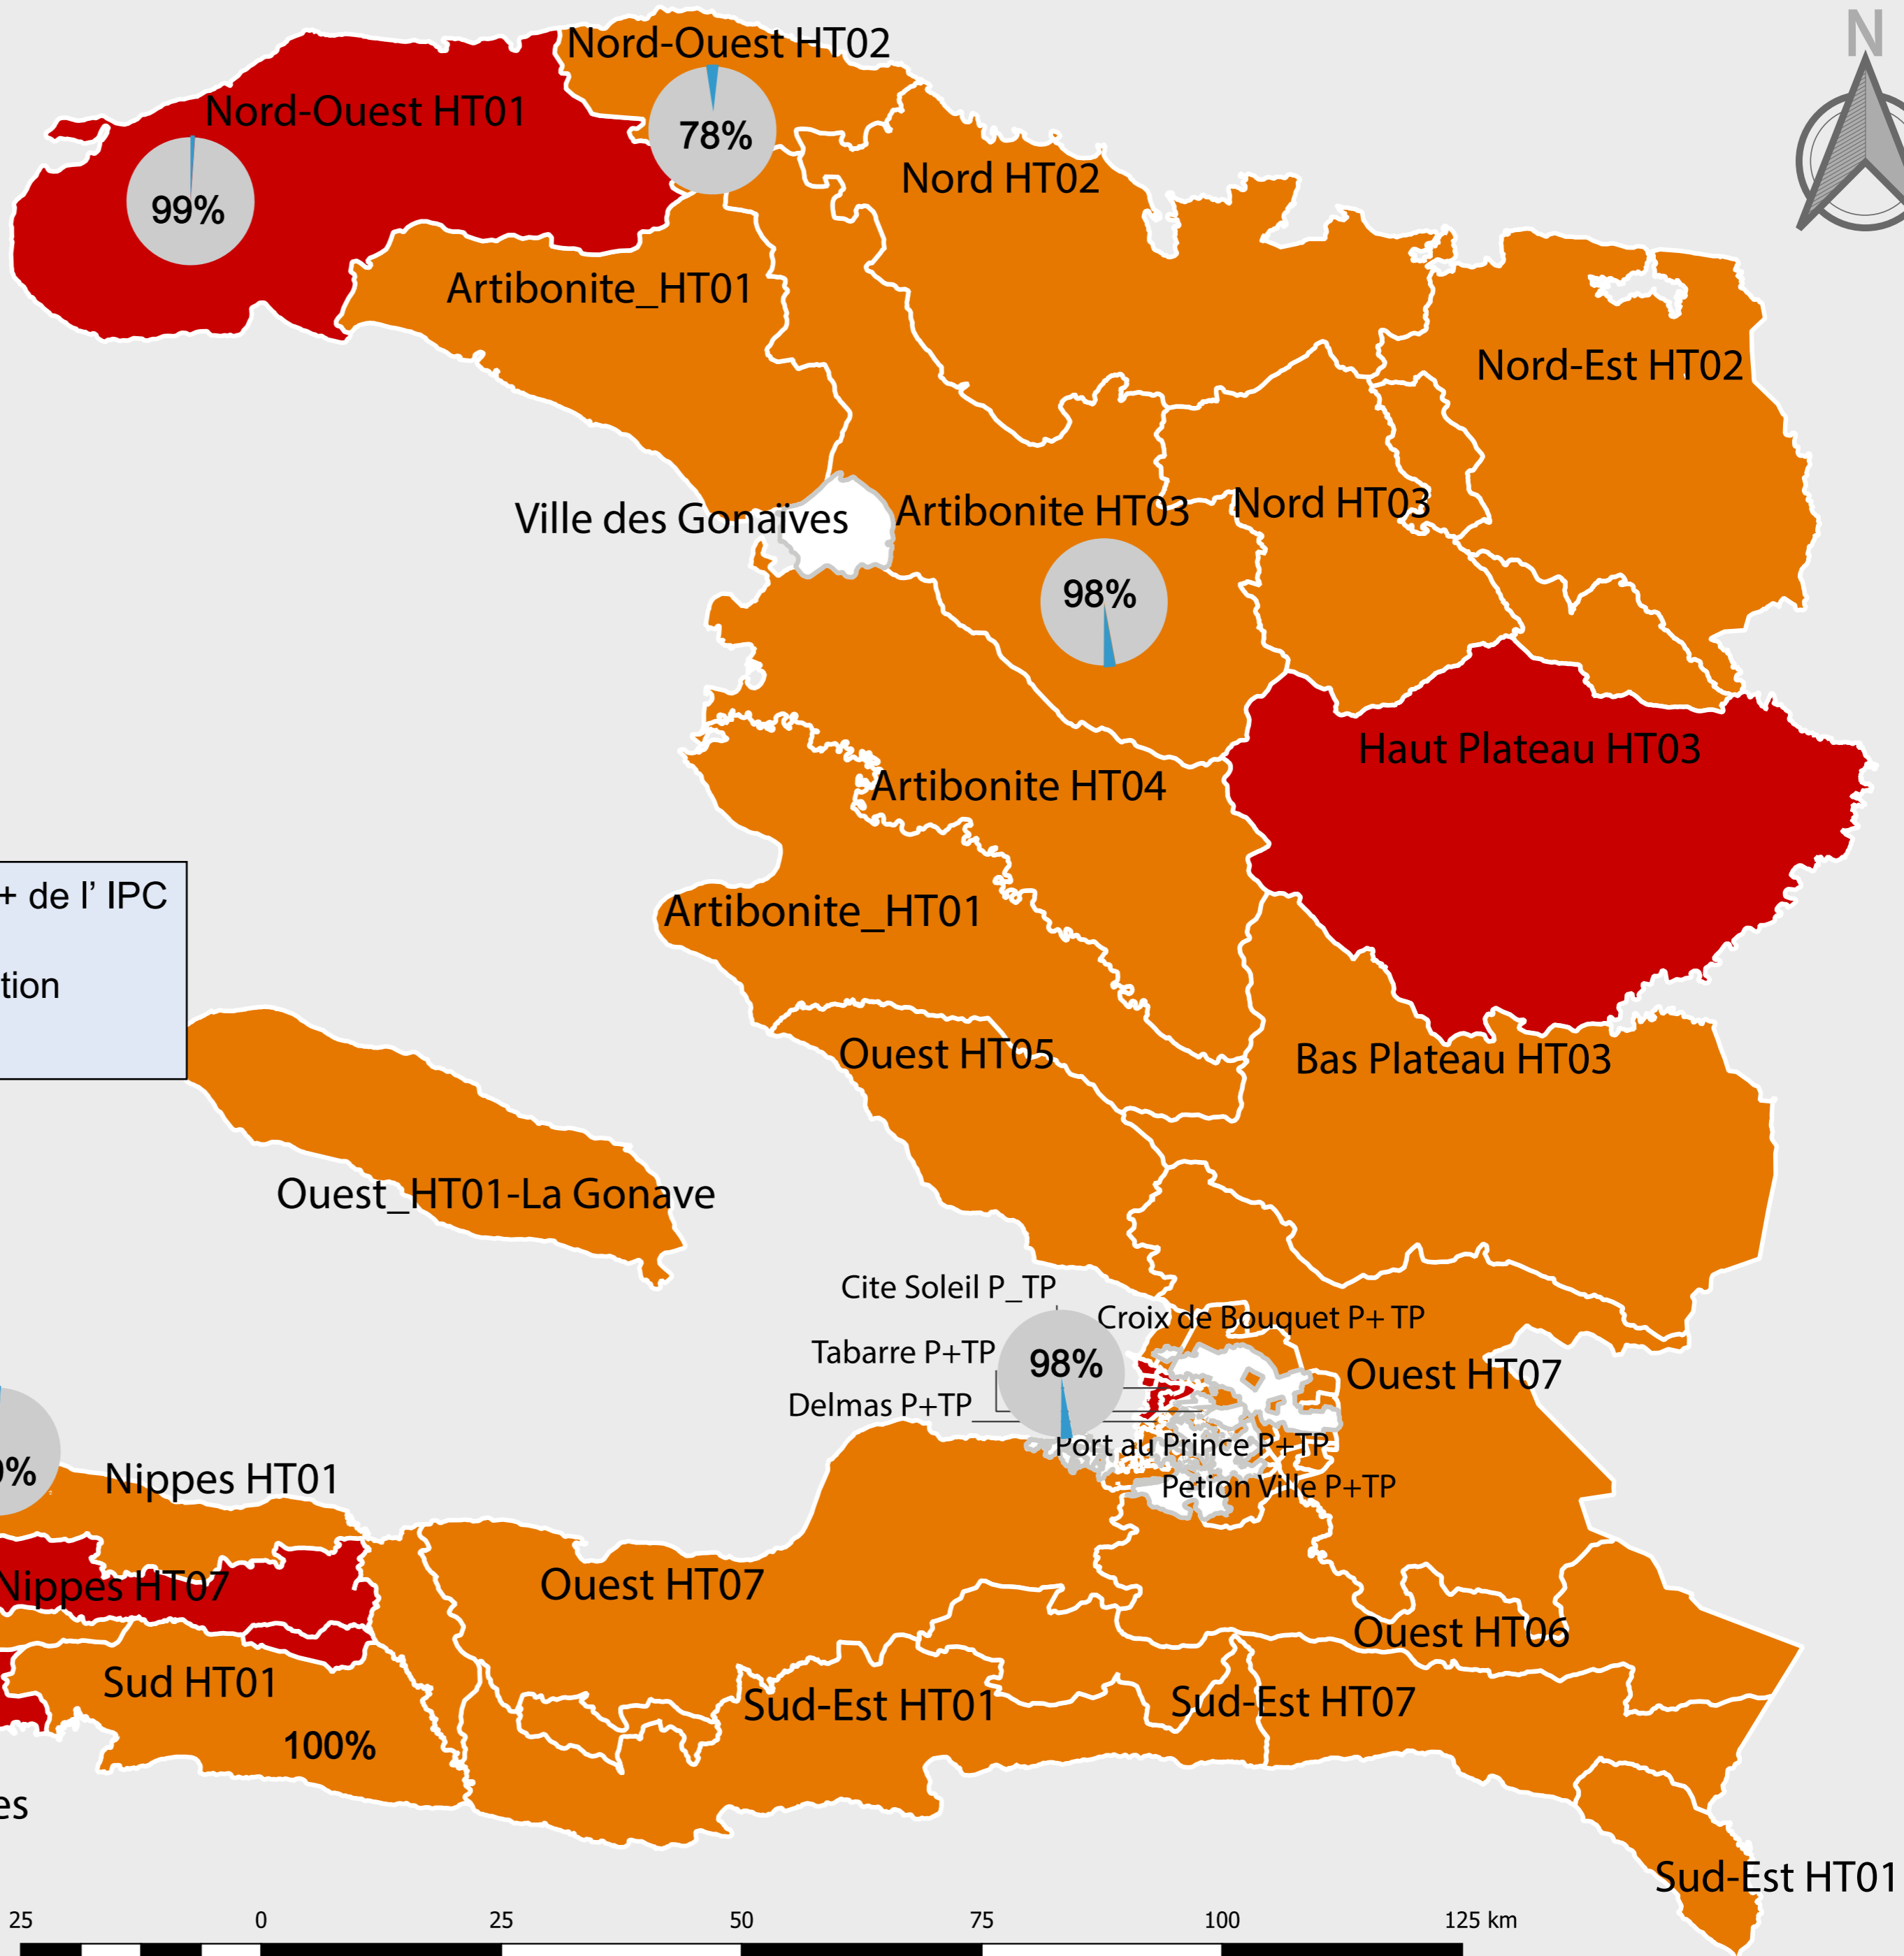 N
Nord-Ouest HT02
Nord-Ouest HT01
78%
99%
Nord HT02
Artibonite_HT01
Nord-Est HT02
Ville des Gonaïves
Artibonite HT03
Nord HT03
98%
Haut Plateau HT03
Artibonite HT04
+ de l' IPC
Artibonite_HT01
tion
Ouest HT05
Bas Plateau HT03
Ouest_HT01-La Gonave
Cite Soleil P_TP
Croix de Bouquet P+ TP
Tabarre P+TP
98%
Ouest HT07
Delmas P+TP
Port au Prince P+TP
Petion Ville P+TP
%
Nippes HT01
Nippes HT07
Ouest HT07
Ouest HT06
Sud HT01
Sud-Est HT01
Sud-Est HT07
100%
es
Sud-Est HT01
25 0 25 50 75 100 125 km